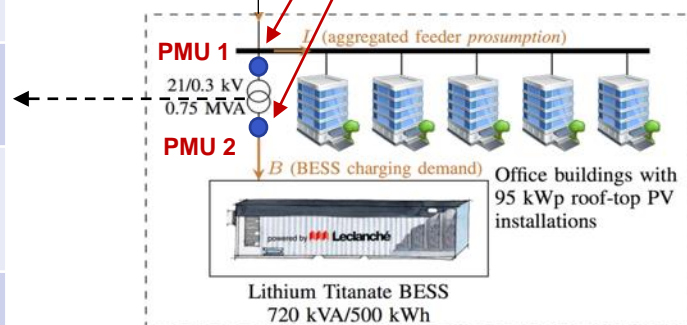 L (aggregated feeder prosumption)
PMU 1
21/0.3 kV
0.75 MVA
PMU 2
B (BESS charging demand)
Office buildings with
95 kWp roof-top PV
installations
powered by Leclanché
Lithium Titanate BESS
720 kVA/500 kWh